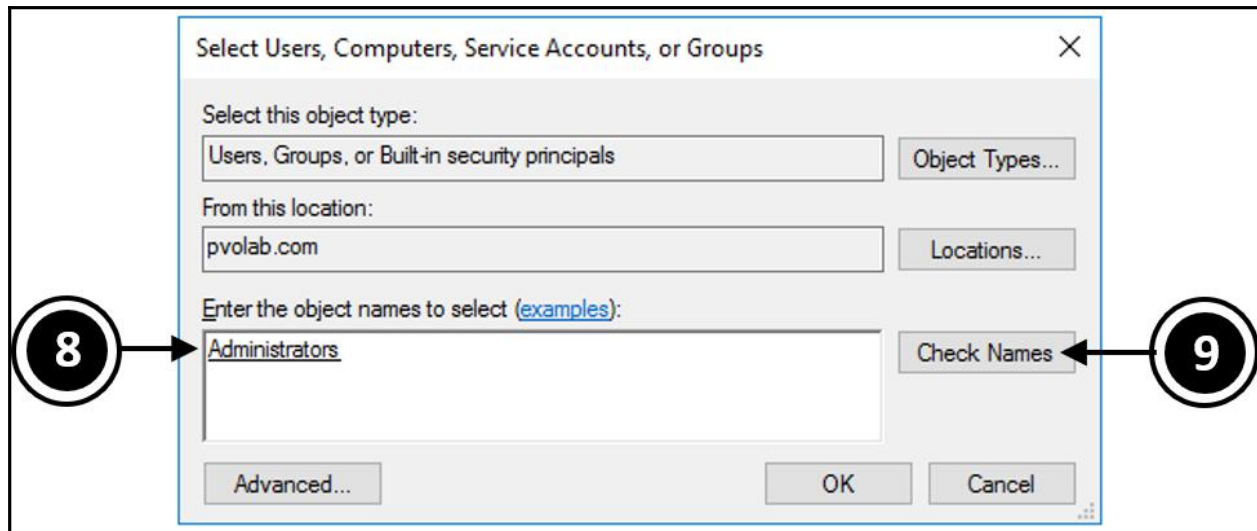 Select Users, Computers, Service Accounts, or Groups
Select this object type:
Users, Groups, or Built-in security principals
Object Types...
From this location:
pvolab.com
Locations...
Enter the object names to select (examples):
8
Administrators
Check Names
9
Advanced...
OK
Cancel